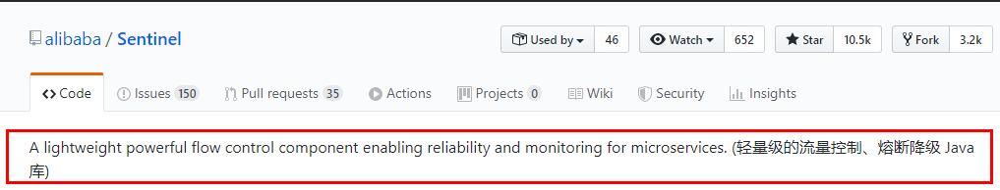 alibaba / Sentinel
Used by 46 Watch 652 Star 10.5k Fork 3.2k
Code Issues 150 Pull requests 35 Actions Projects 0 Wiki Security Insights
A lightweight powerful flow control component enabling reliability and monitoring for microservices. (轻量级的流量控制、熔断降级 Java
库)